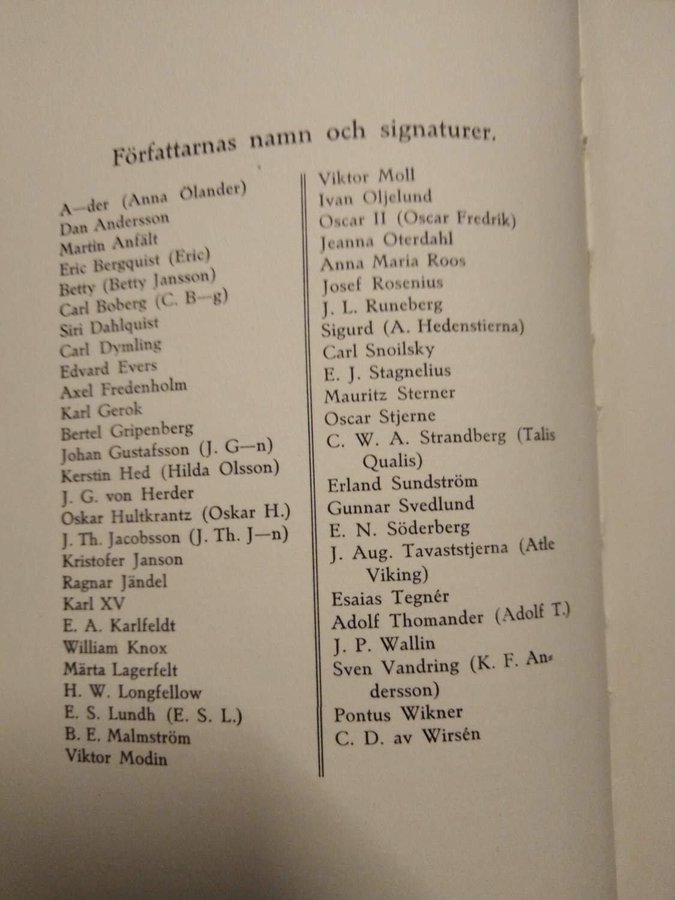 Författarnas namn och signaturer.
A—der (Anna Ölander)
Dan Andersson
Martin Anfält
Eric Bergquist (Eric)
Betty (Betty Jansson)
Carl Boberg (C. B—g)
Siri Dahlquist
Carl Dymling
Edvard Evers
Axel Fredenholm
Karl Gerok
Bertel Gripenberg
Johan Gustafsson (J. G—n)
Kerstin Hed (Hilda Olsson)
J. G. von Herder
Oskar Hultkrantz (Oskar H.)
J. Th. Jacobsson (J. Th. J—n)
Kristofer Janson
Ragnar Jändel
Karl XV
E. A. Karlfeldt
William Knox
Märta Lagerfelt
H. W. Longfellow
E. S. Lundh (E. S. L.)
B. E. Malmström
Viktor Modin
Viktor Moll
Ivan Oljelund
Oscar II (Oscar Fredrik)
Jeanna Oterdahl
Anna Maria Roos
Josef Rosenius
J. L. Runeberg
Sigurd (A. Hedenstierna)
Carl Snoilsky
E. J. Stagnelius
Mauritz Sterner
Oscar Stjerne
C. W. A. Strandberg (Talis
Qualis)
Erland Sundström
Gunnar Svedlund
E. N. Söderberg
J. Aug. Tavaststjerna (Atle
Viking)
Esaias Tegnér
Adolf Thomander (Adolf T.)
J. P. Wallin
Sven Vandring (K. F. An-
dersson)
Pontus Wikner
C. D. av Wirsén